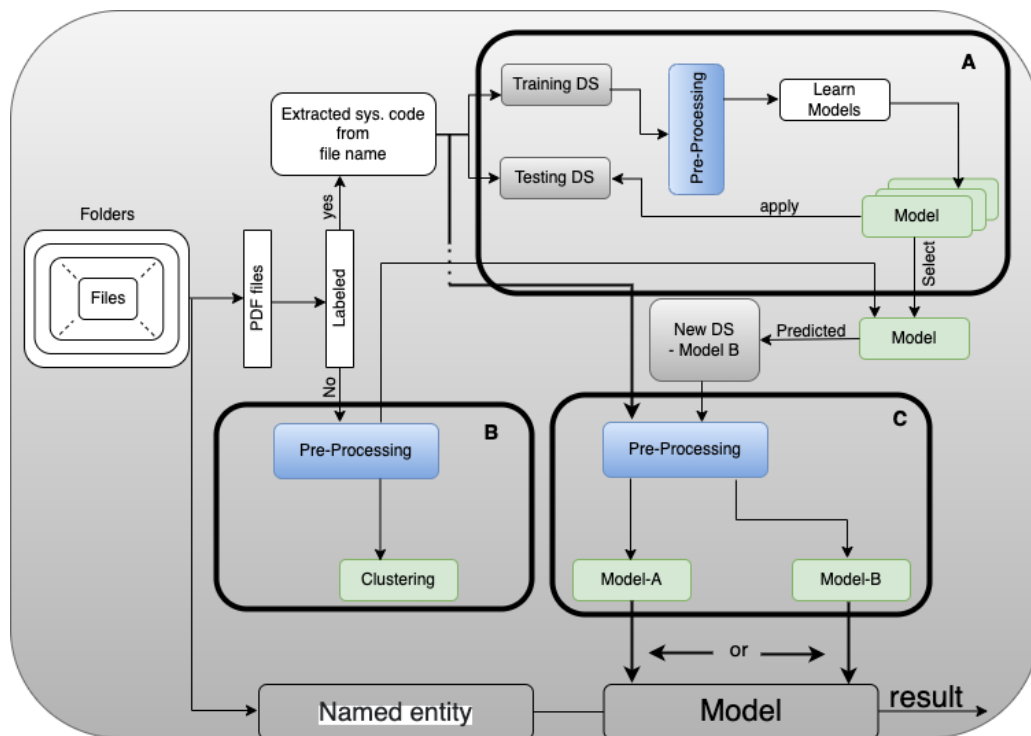 A
Training DS
Pre-Processing
Learn
Models
Extracted sys. code
from
file name
Testing DS
apply
Model
Select
yes
Folders
Files
PDF files
Labeled
No
New DS
- Model B
Predicted
Model
B
Pre-Processing
Clustering
C
Pre-Processing
Model-A
Model-B
or
Named entity
Model
result